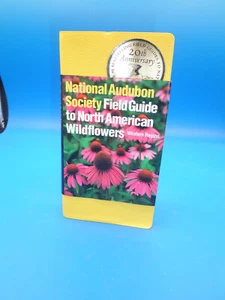 20th
Anniversary
National Audubon
Society Field Guide
to North American
Wildflowers Western Region